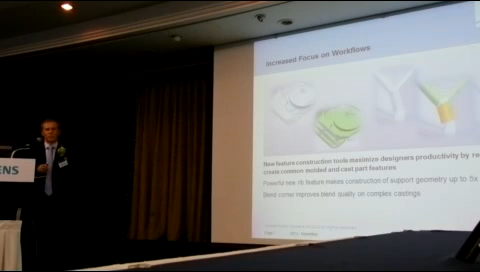 Increased Focus on Workflows
New feature construction tools maximize designers productivity by re
create common molded and cast part features
Powerful new rib feature makes construction of support geometry up to 5x
Blend corner improves blend quality on complex castings
ENS